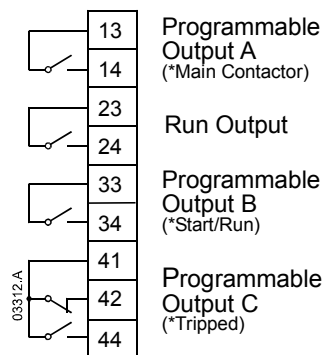 13
14
Programmable
Output A
(*Main Contactor)
23
24
Run Output
33
34
Programmable
Output B
(*Start/Run)
41
42
44
Programmable
Output C
(*Tripped)
03312.A